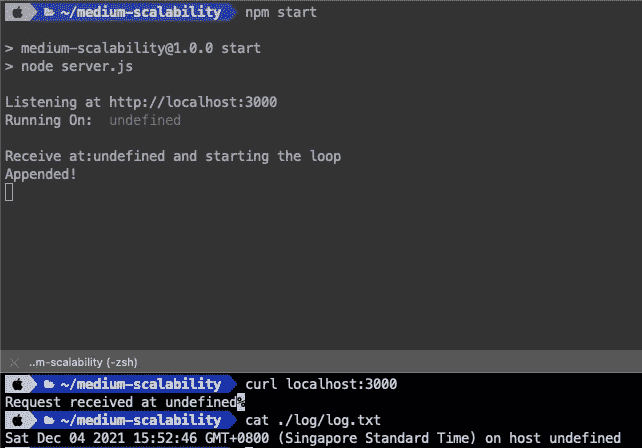 ~/medium-scalability npm start
> medium-scalability@1.0.0 start
> node server.js
Listening at http://localhost:3000
Running On:  undefined
Receive at:undefined and starting the loop
Appended!
..m-scalability (-zsh)
~/medium-scalability curl localhost:3000
Request received at undefined%
~/medium-scalability cat ./log/log.txt
Sat Dec 04 2021 15:52:46 GMT+0800 (Singapore Standard Time) on host undefined